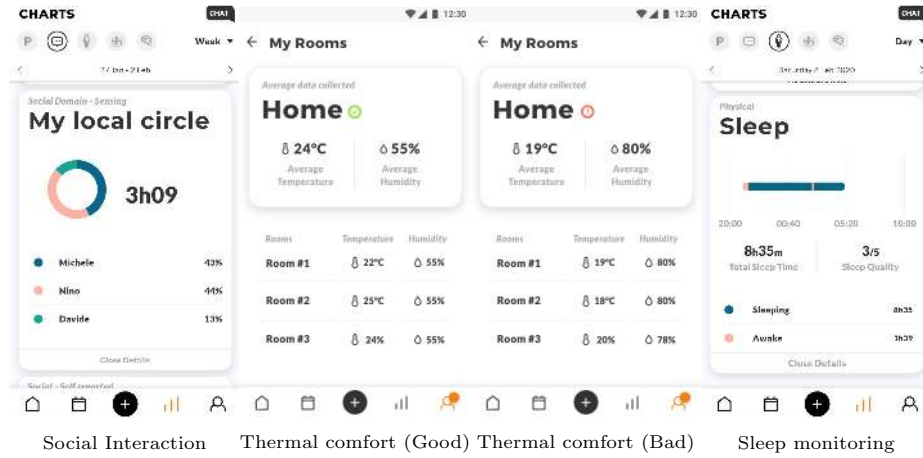 CHARTS
CHAT
P
Week
Social Domain - Sensing
My local circle
3h09
Michele 43%
Nino 44%
Davide 13%
Close Details
Social - Self reported
Social Interaction
12:30
My Rooms
Average data collected
Home
24°C 55%
Average Temperature
Average Humidity
Rooms Temperature Humidity
Room #1 22°C 55%
Room #2 25°C 55%
Room #3 24% 55%
Thermal comfort (Good)
12:30
My Rooms
Average data collected
Home
19°C 80%
Average Temperature
Average Humidity
Rooms Temperature Humidity
Room #1 19°C 80%
Room #2 18°C 80%
Room #3 20% 78%
Thermal comfort (Bad)
CHARTS
CHAT
P
Day
Physical
Sleep
20:00 00:40 05:20 10:00
8h35m 3/5
Total Sleep Time Sleep Quality
Sleeping 8h35
Awake 1h39
Close Details
Sleep monitoring